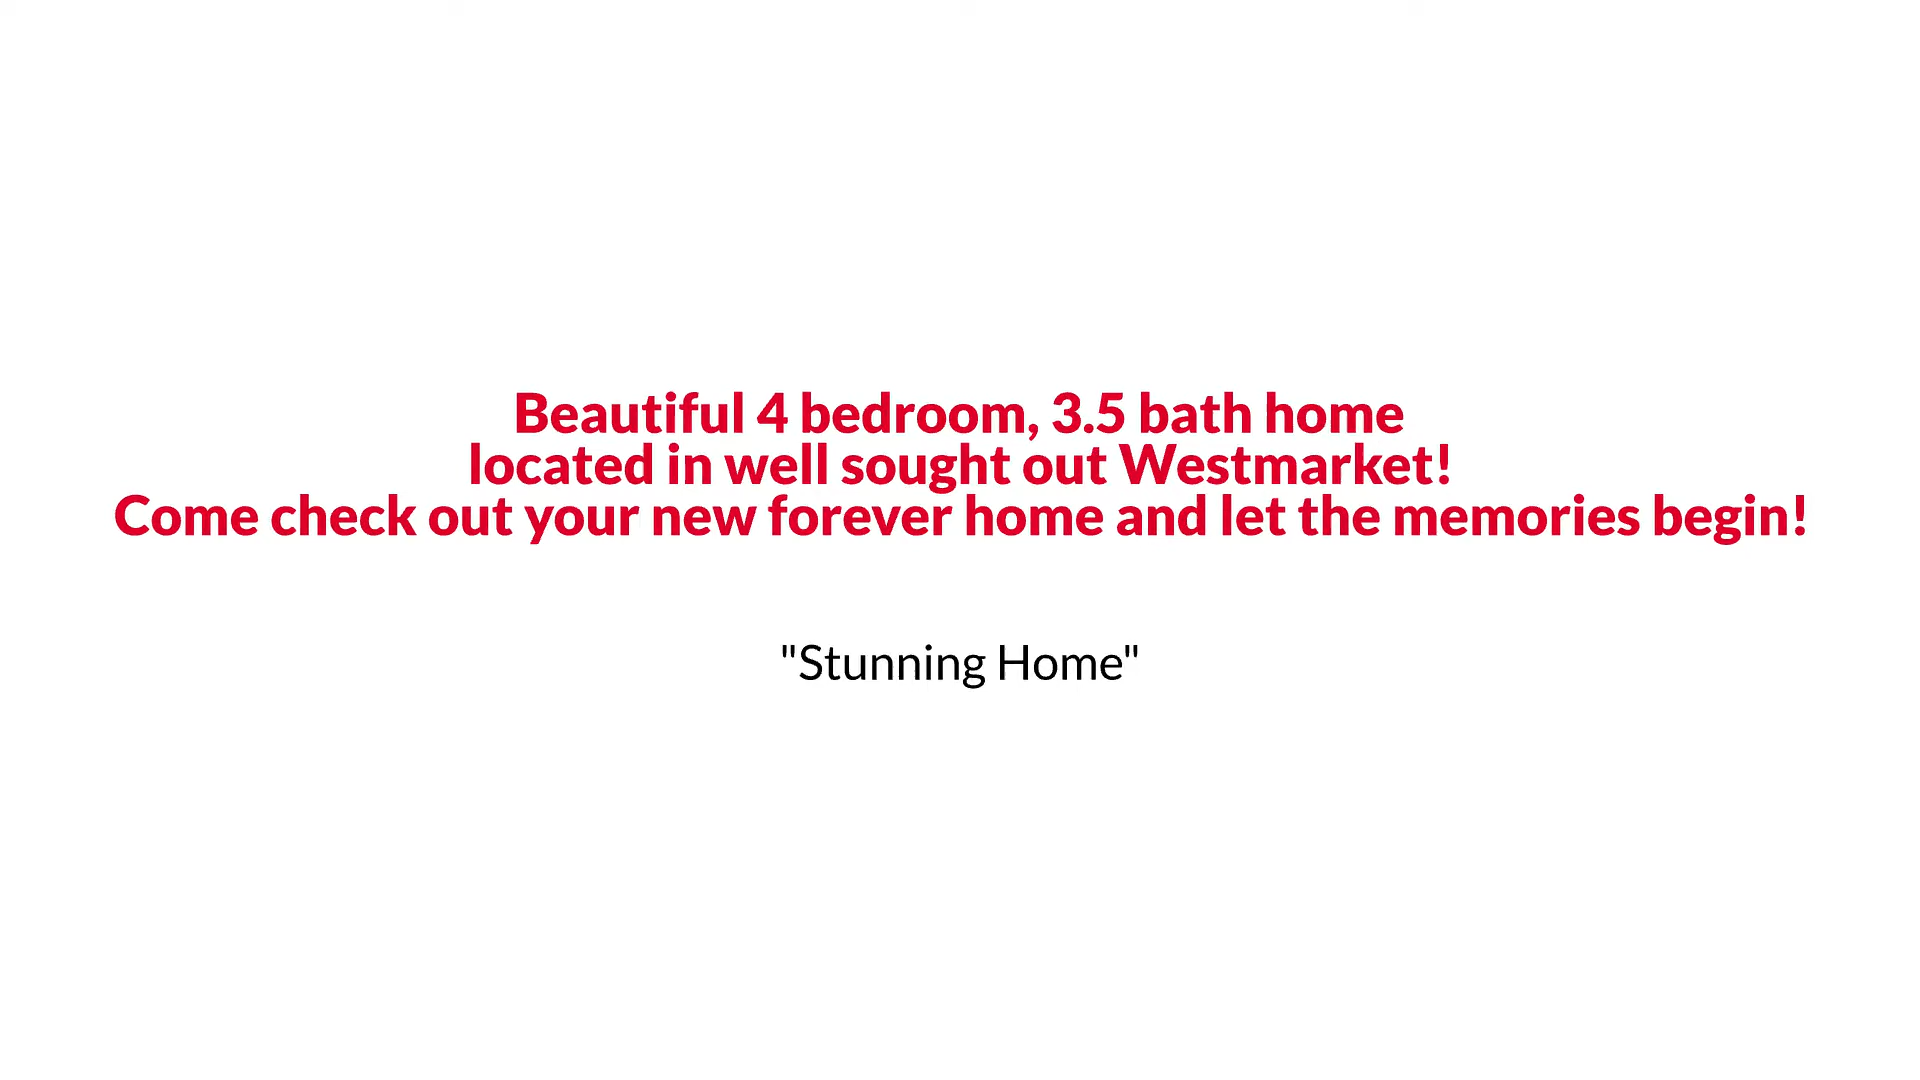 Beautiful 4 bedroom, 3.5 bath home
located in well sought out Westmarket!
Come check out your new forever home and let the memories begin!
"Stunning Home"